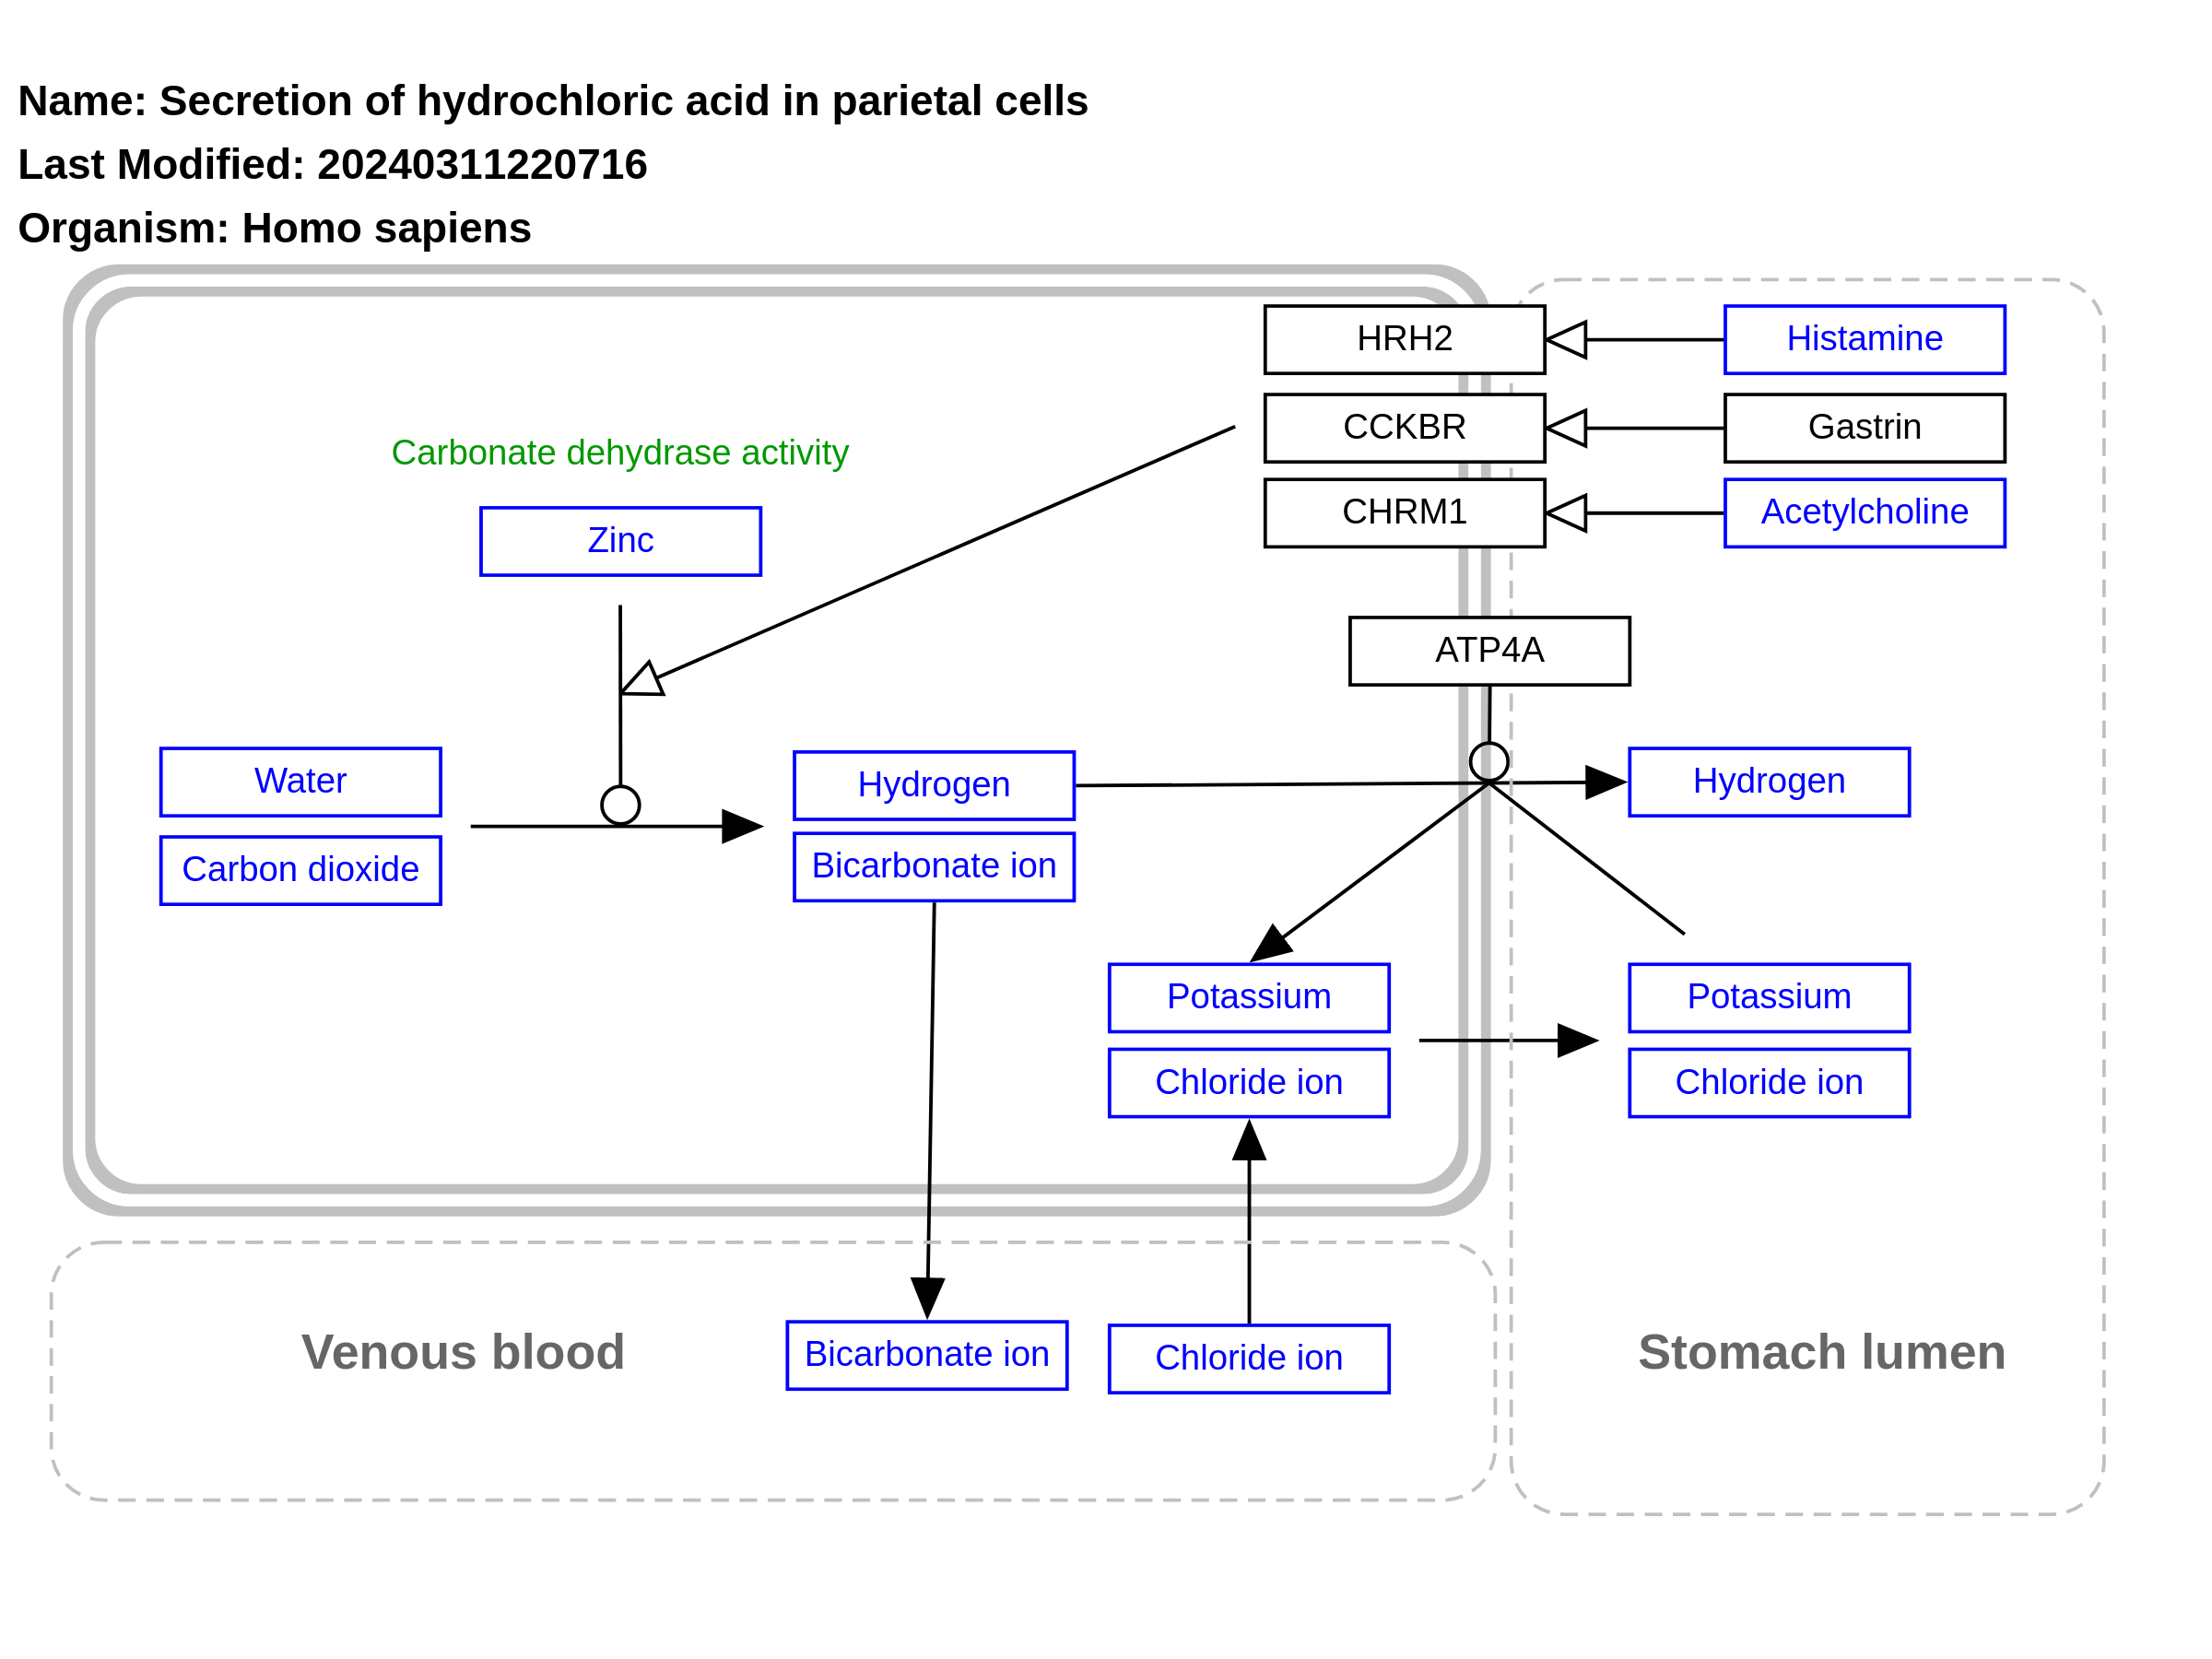 Name: Secretion of hydrochloric acid in parietal cells
Last Modified: 20240311220716
Organism: Homo sapiens
HRH2
Histamine
CCKBR
Gastrin
Carbonate dehydrase activity
CHRM1
Acetylcholine
Zinc
ATP4A
Water
Hydrogen
Hydrogen
Carbon dioxide
Bicarbonate ion
Potassium
Potassium
Chloride ion
Chloride ion
Venous blood
Bicarbonate ion
Chloride ion
Stomach lumen